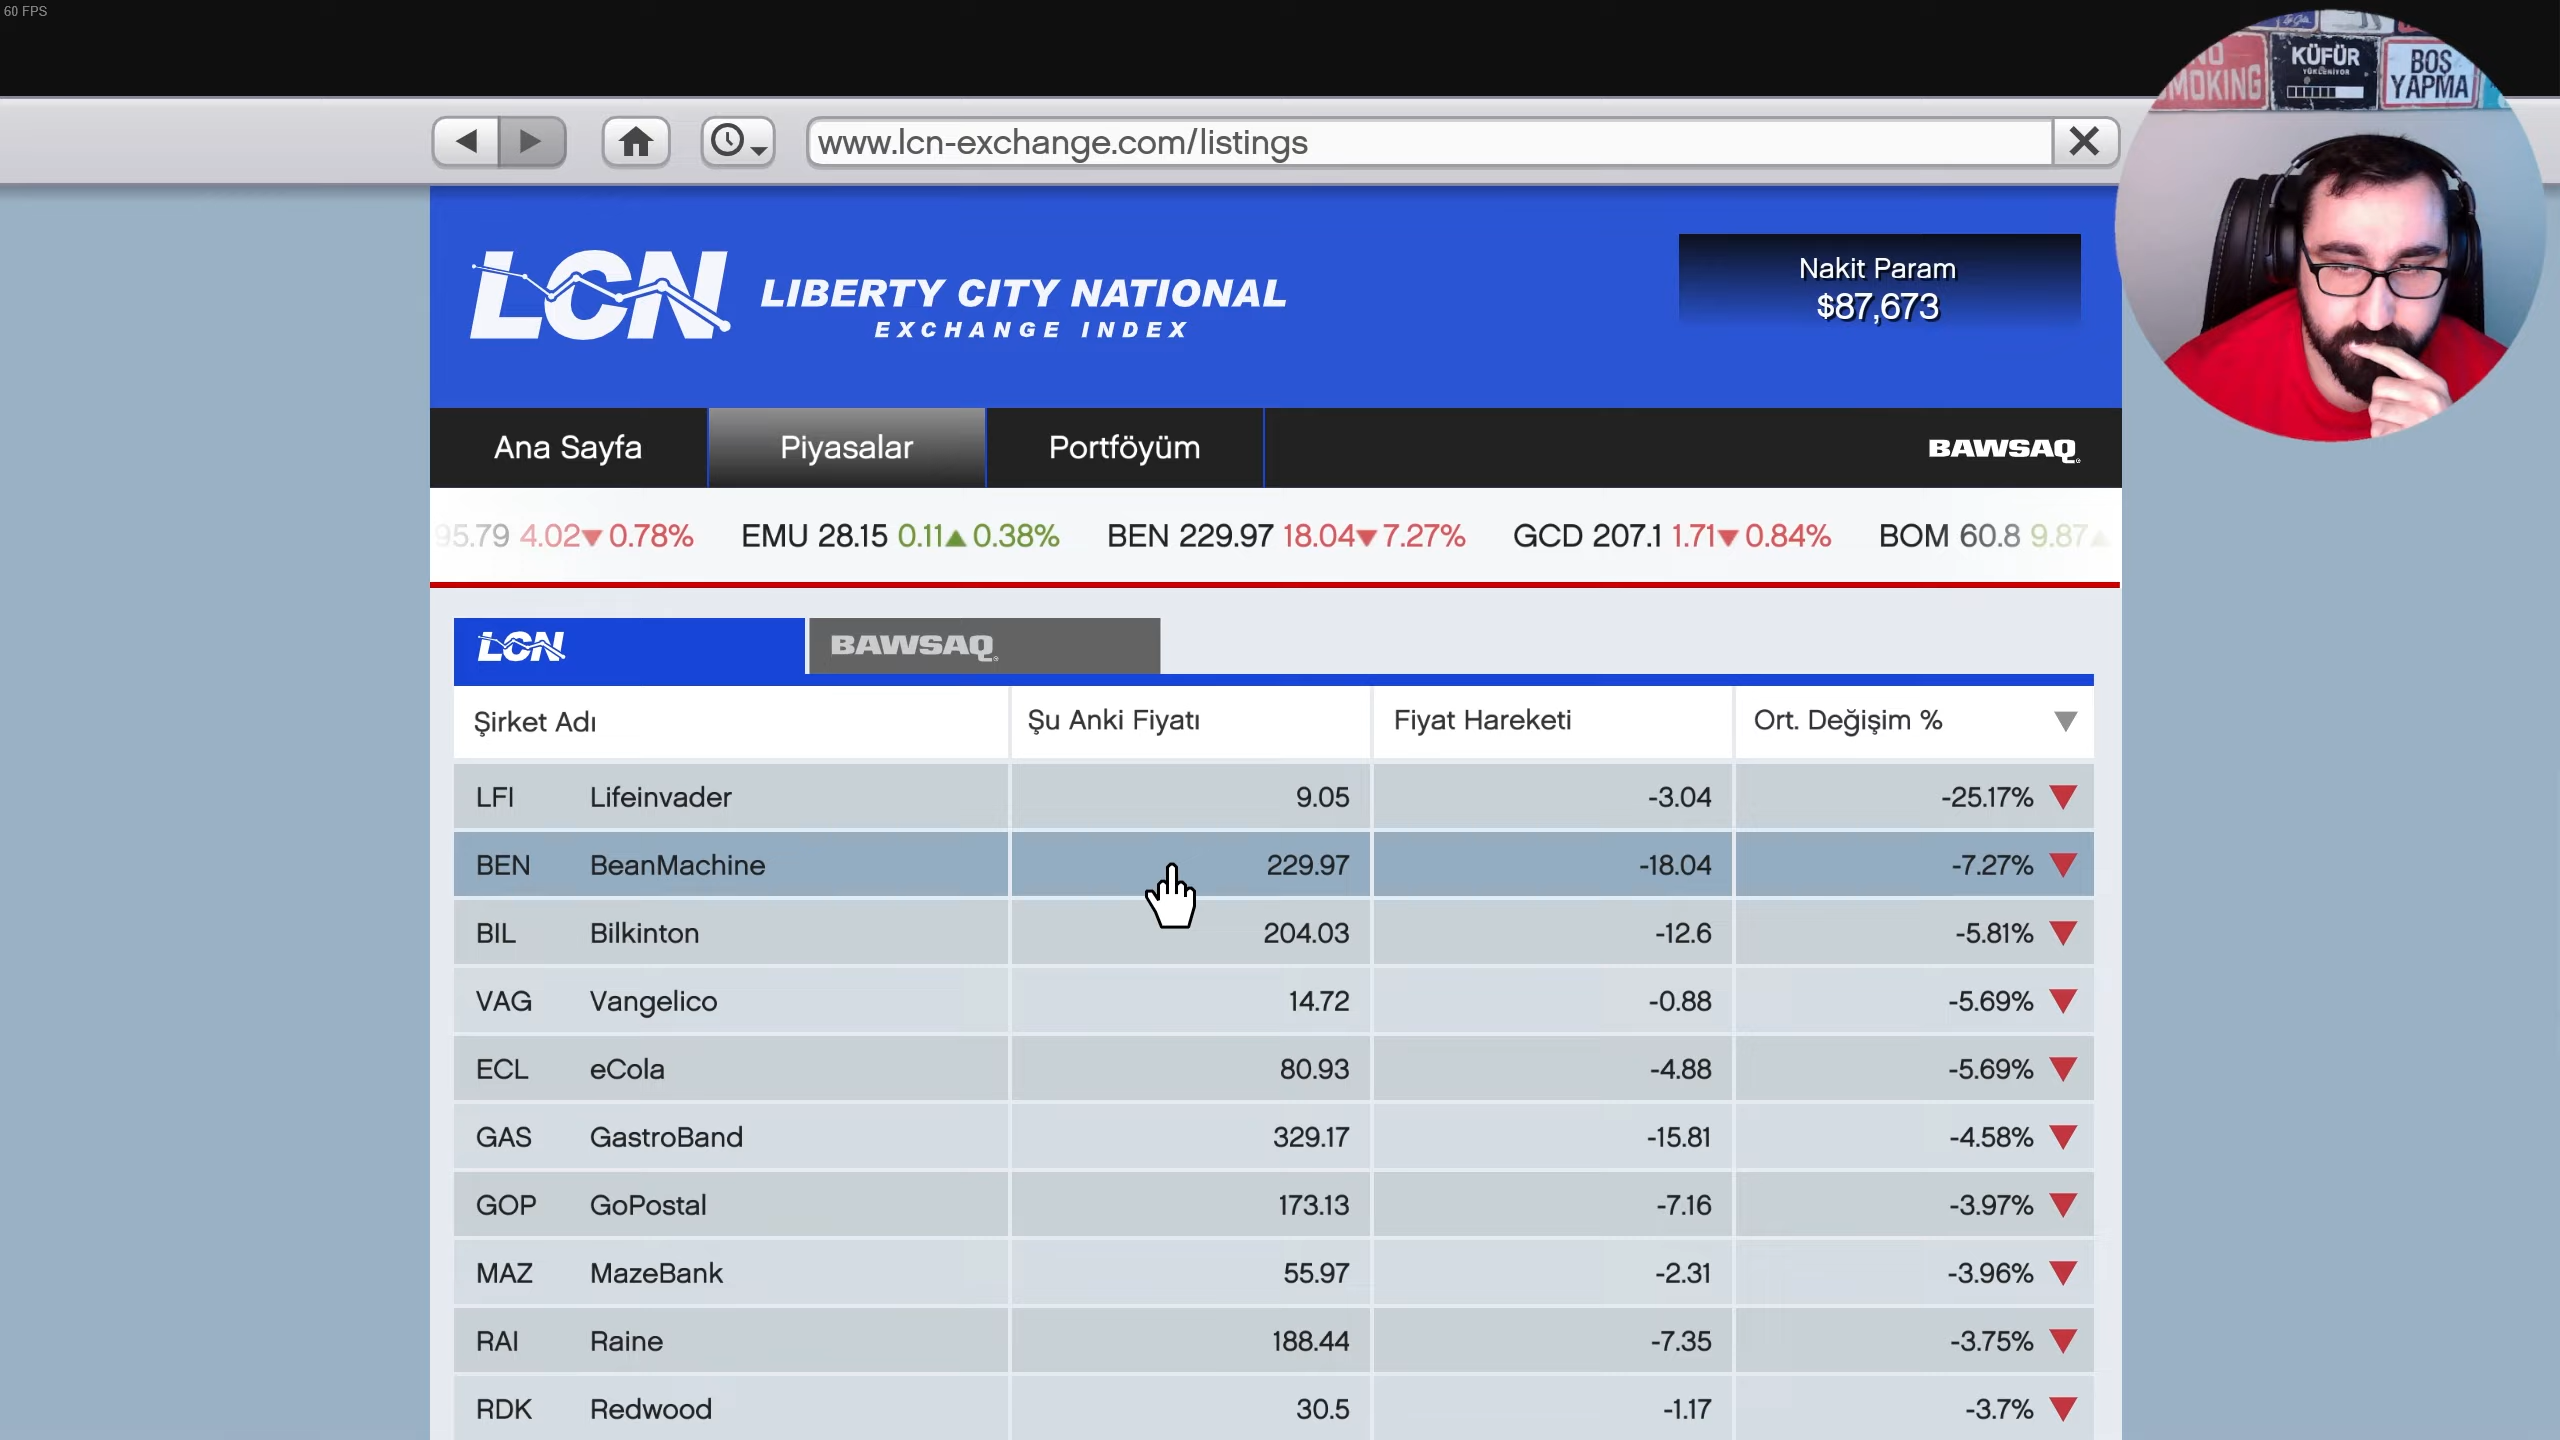 60 FPS
KÜFÜR
YÜKLENİYOR
BOŞ
YAPMA
MOKING
www.lcn-exchange.com/listings
LCN LIBERTY CITY NATIONAL
EXCHANGE INDEX
Nakit Param
$87,673
Ana Sayfa Piyasalar Portföyüm BAWSAQ
95.79 4.02▼0.78% EMU 28.15 0.11▲0.38% BEN 229.97 18.04▼7.27% GCD 207.1 1.71▼0.84% BOM 60.8 9.87▲
LCN BAWSAQ
Şirket Adı Şu Anki Fiyatı Fiyat Hareketi Ort. Değişim % ▼
LFI Lifeinvader 9.05 -3.04 -25.17% ▼
BEN BeanMachine 229.97 -18.04 -7.27% ▼
BIL Bilkinton 204.03 -12.6 -5.81% ▼
VAG Vangelico 14.72 -0.88 -5.69% ▼
ECL eCola 80.93 -4.88 -5.69% ▼
GAS GastroBand 329.17 -15.81 -4.58% ▼
GOP GoPostal 173.13 -7.16 -3.97% ▼
MAZ MazeBank 55.97 -2.31 -3.96% ▼
RAI Raine 188.44 -7.35 -3.75% ▼
RDK Redwood 30.5 -1.17 -3.7% ▼